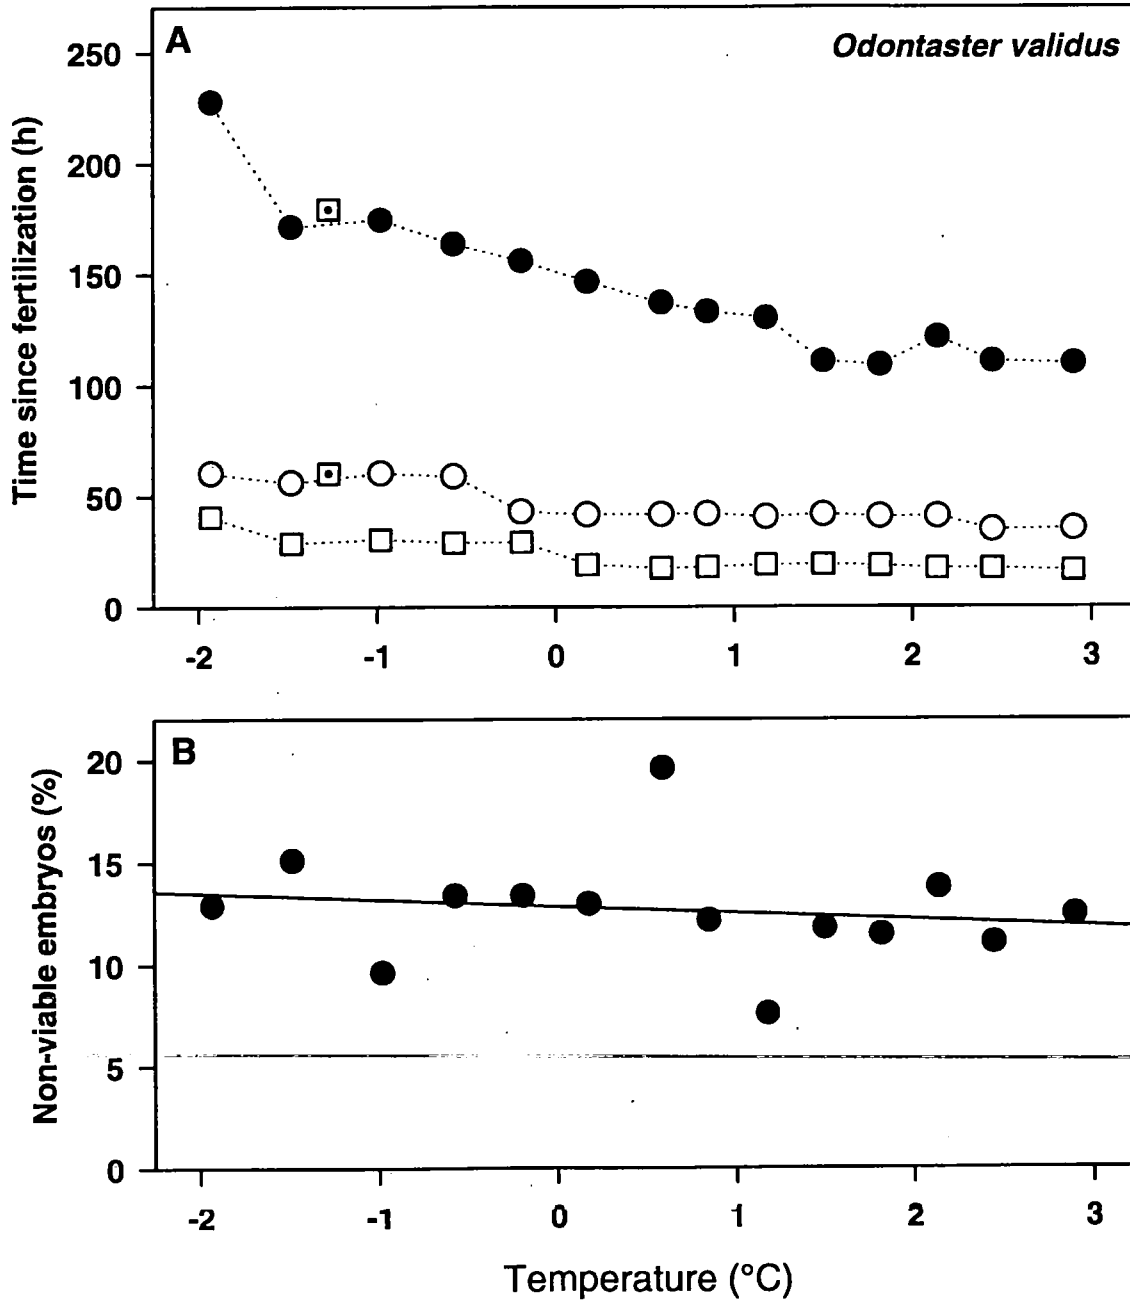 A
Odontaster validus
Time since fertilization (h)
250
200
150
100
50
0
-2 -1 0 1 2 3
B
Non-viable embryos (%)
20
15
10
5
0
-2 -1 0 1 2 3
Temperature (°C)